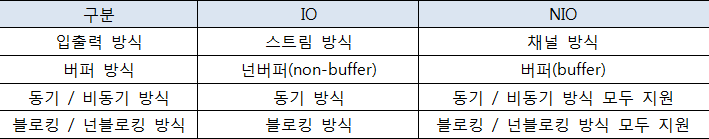 구분 IO NIO
입출력 방식 스트림 방식 채널 방식
버퍼 방식 넌버퍼(non-buffer) 버퍼(buffer)
동기 / 비동기 방식 동기 방식 동기 / 비동기 방식 모두 지원
블로킹 / 넌블로킹 방식 블로킹 방식 블로킹 / 넌블로킹 방식 모두 지원